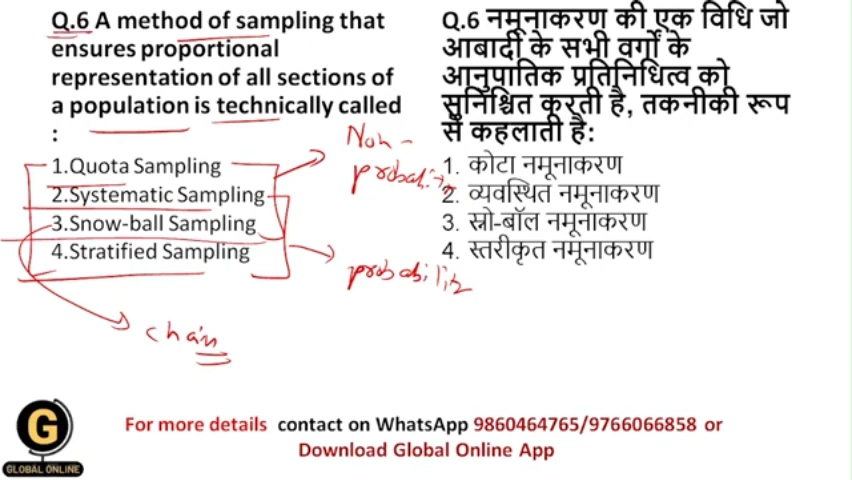 Q.6 A method of sampling that
ensures proportional
representation of all sections of
a population is technically called
:
1.Quota Sampling
2.Systematic Sampling
3.Snow-ball Sampling
4.Stratified Sampling
Non -
probability
probability
chain
Q.6 नमूनाकरण की एक विधि जो
आबादी के सभी वर्गों के
आनुपातिक प्रतिनिधित्व को
सुनिश्चित करती है, तकनीकी रूप
से कहलाती है:
1. कोटा नमूनाकरण
2. व्यवस्थित नमूनाकरण
3. स्नो-बॉल नमूनाकरण
4. स्तरीकृत नमूनाकरण
For more details contact on WhatsApp 9860464765/9766066858 or
Download Global Online App
G
GLOBAL ONLINE